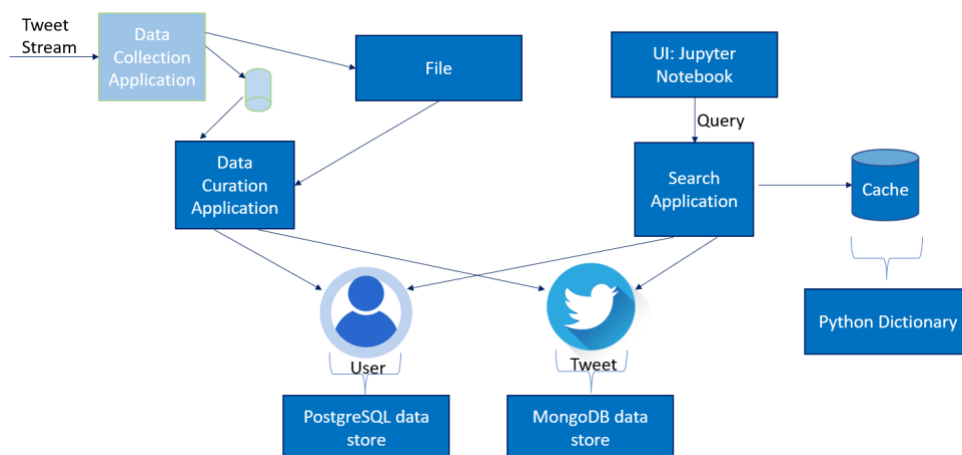 Tweet
Stream
Data
Collection
Application
File
UI: Jupyter
Notebook
Query
Data
Curation
Application
Search
Application
Cache
User
Tweet
Python Dictionary
PostgreSQL data
store
MongoDB data
store